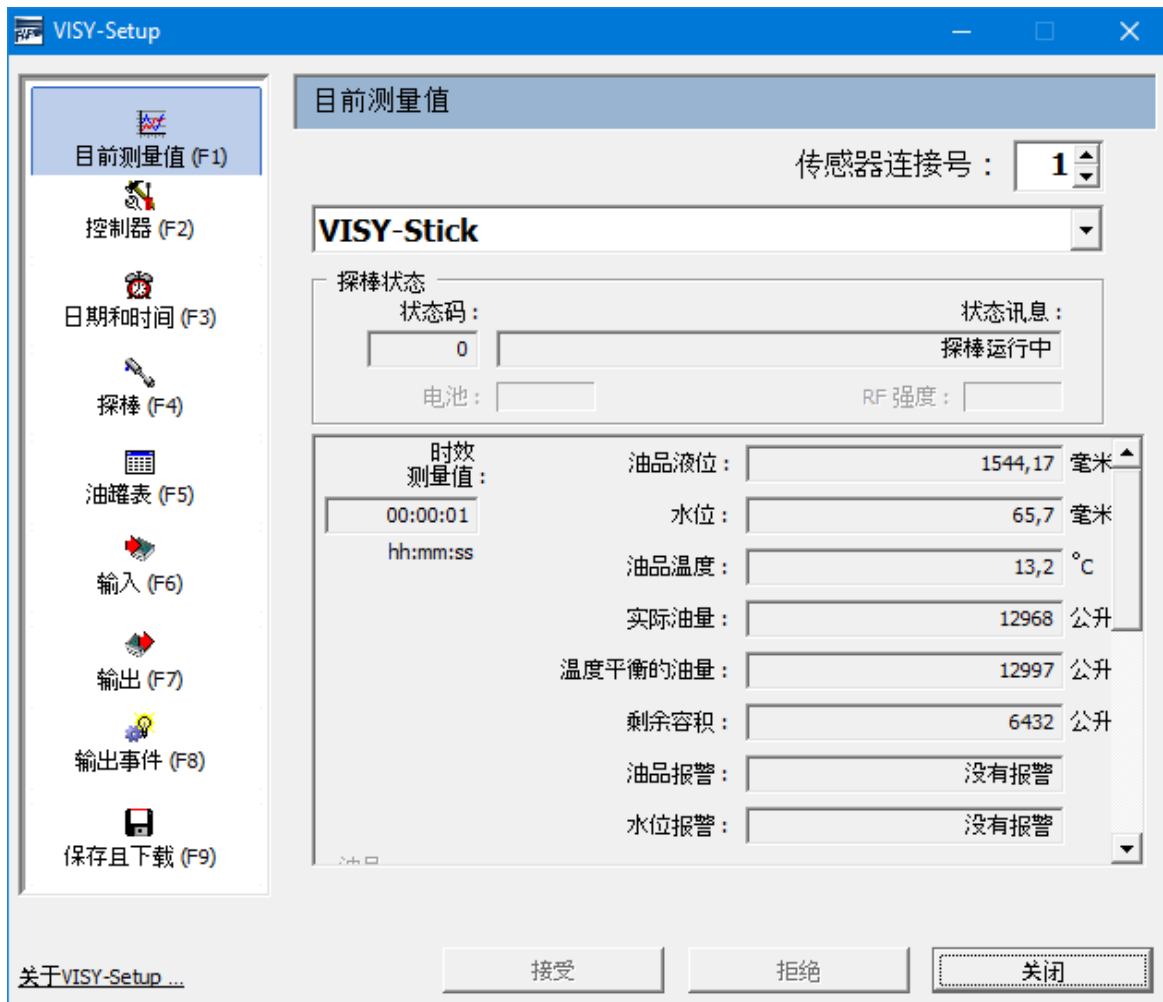 VISY-Setup
目前测量值 (F1)
控制器 (F2)
日期和时间 (F3)
探棒 (F4)
油罐表 (F5)
输入 (F6)
输出 (F7)
输出事件 (F8)
保存且下载 (F9)
关于VISY-Setup ...
目前测量值
传感器连接号： 1
VISY-Stick
探棒状态
状态码： 状态讯息：
0 探棒运行中
电池： RF 强度：
时效
测量值：
00:00:01
hh:mm:ss
油品液位： 1544,17 毫米
水位： 65,7 毫米
油品温度： 13,2 °C
实际油量： 12968 公升
温度平衡的油量： 12997 公升
剩余容积： 6432 公升
油品报警： 没有报警
水位报警： 没有报警
接受 拒绝 关闭